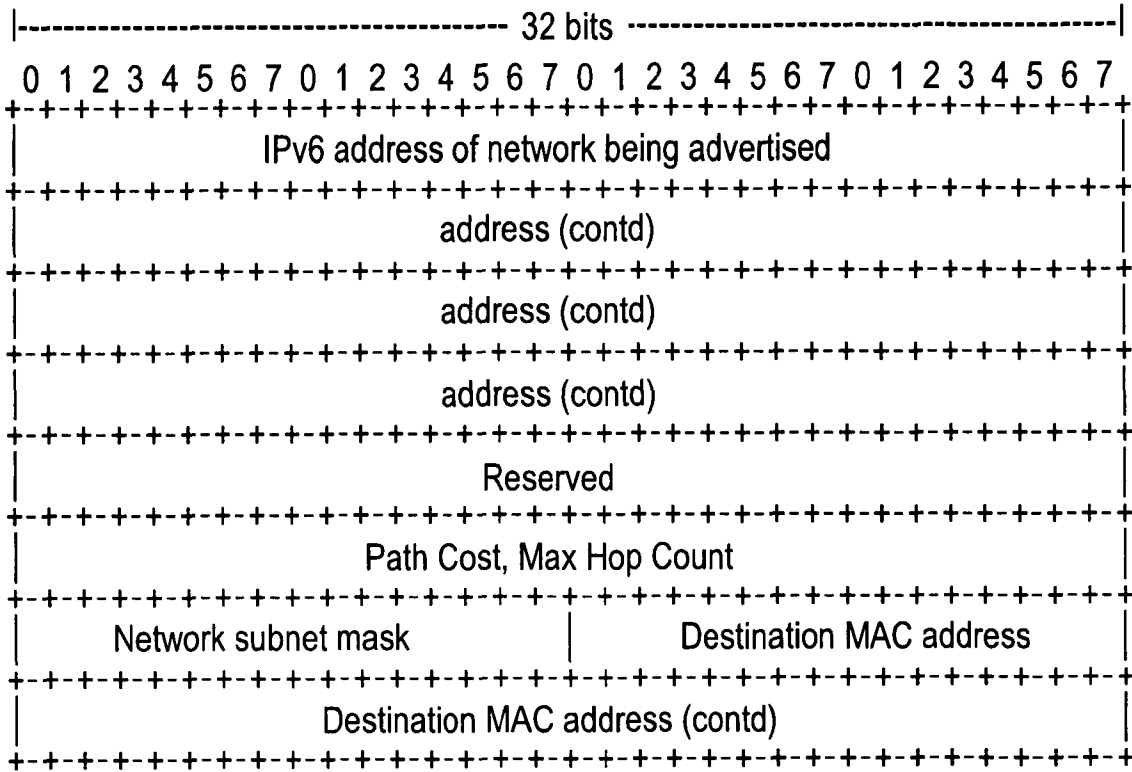 |----------------------------------------------- 32 bits -----------------------------------------------|
0 1 2 3 4 5 6 7 0 1 2 3 4 5 6 7 0 1 2 3 4 5 6 7 0 1 2 3 4 5 6 7
+-+-+-+-+-+-+-+-+-+-+-+-+-+-+-+-+-+-+-+-+-+-+-+-+-+-+-+-+-+-+-+-+
| IPv6 address of network being advertised |
+-+-+-+-+-+-+-+-+-+-+-+-+-+-+-+-+-+-+-+-+-+-+-+-+-+-+-+-+-+-+-+-+
| address (contd) |
+-+-+-+-+-+-+-+-+-+-+-+-+-+-+-+-+-+-+-+-+-+-+-+-+-+-+-+-+-+-+-+-+
| address (contd) |
+-+-+-+-+-+-+-+-+-+-+-+-+-+-+-+-+-+-+-+-+-+-+-+-+-+-+-+-+-+-+-+-+
| address (contd) |
+-+-+-+-+-+-+-+-+-+-+-+-+-+-+-+-+-+-+-+-+-+-+-+-+-+-+-+-+-+-+-+-+
| Reserved |
+-+-+-+-+-+-+-+-+-+-+-+-+-+-+-+-+-+-+-+-+-+-+-+-+-+-+-+-+-+-+-+-+
| Path Cost, Max Hop Count |
+-+-+-+-+-+-+-+-+-+-+-+-+-+-+-+-+-+-+-+-+-+-+-+-+-+-+-+-+-+-+-+-+
| Network subnet mask | Destination MAC address |
+-+-+-+-+-+-+-+-+-+-+-+-+-+-+-+-+-+-+-+-+-+-+-+-+-+-+-+-+-+-+-+-+
| Destination MAC address (contd) |
+-+-+-+-+-+-+-+-+-+-+-+-+-+-+-+-+-+-+-+-+-+-+-+-+-+-+-+-+-+-+-+-+